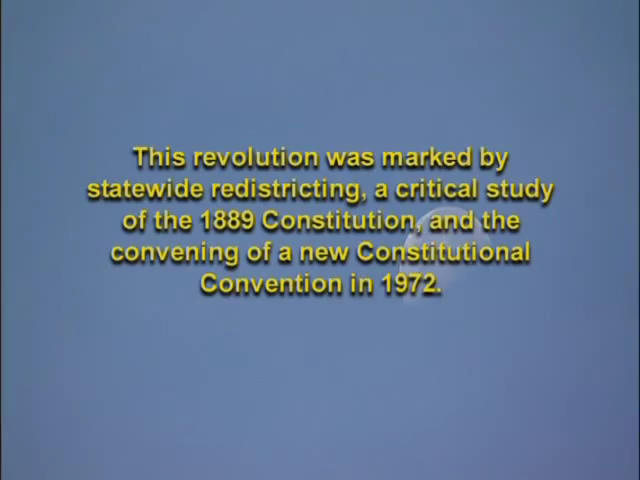 This revolution was marked by
statewide redistricting, a critical study
of the 1889 Constitution, and the
convening of a new Constitutional
Convention in 1972.